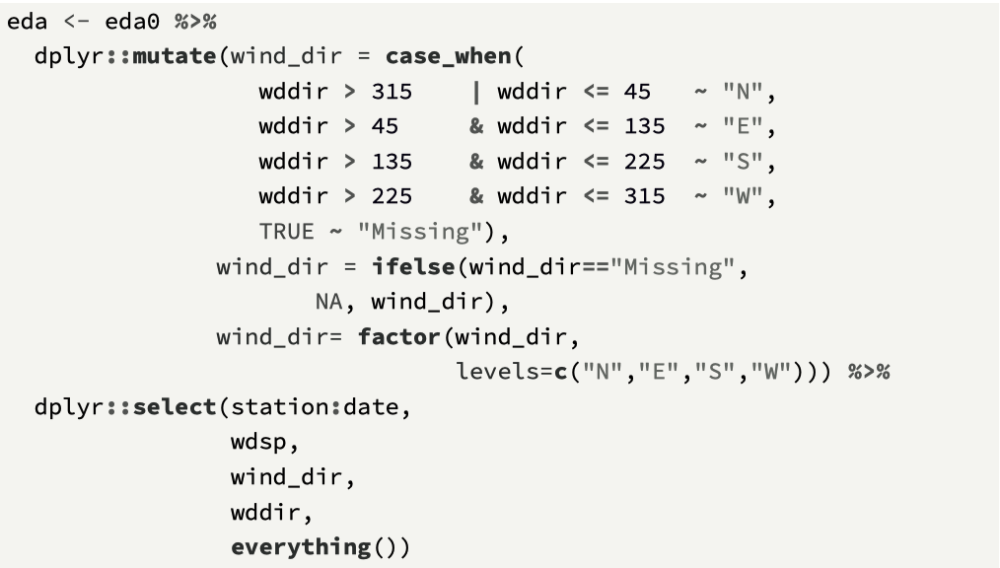 eda <- eda0 %>%
  dplyr::mutate(wind_dir = case_when(
                  wddir > 315    | wddir <= 45   ~ "N",
                  wddir > 45     & wddir <= 135  ~ "E",
                  wddir > 135    & wddir <= 225  ~ "S",
                  wddir > 225    & wddir <= 315  ~ "W",
                  TRUE ~ "Missing"),
               wind_dir = ifelse(wind_dir=="Missing",
                      NA, wind_dir),
               wind_dir= factor(wind_dir,
                                levels=c("N","E","S","W"))) %>%
  dplyr::select(station:date,
                wdsp,
                wind_dir,
                wddir,
                everything())